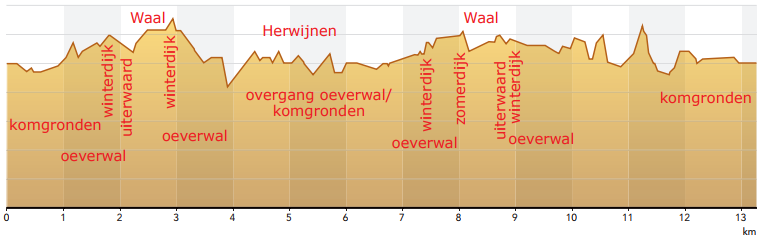 Waal
Waal
Herwijnen
winterdijk
uiterwaard
winterdijk
winterdijk
zomerdijk
uiterwaard
winterdijk
overgang oeverwal/
komgronden
komgronden
komgronden
oeverwal
oeverwal
oeverwal
oeverwal
0 1 2 3 4 5 6 7 8 9 10 11 12 13
km